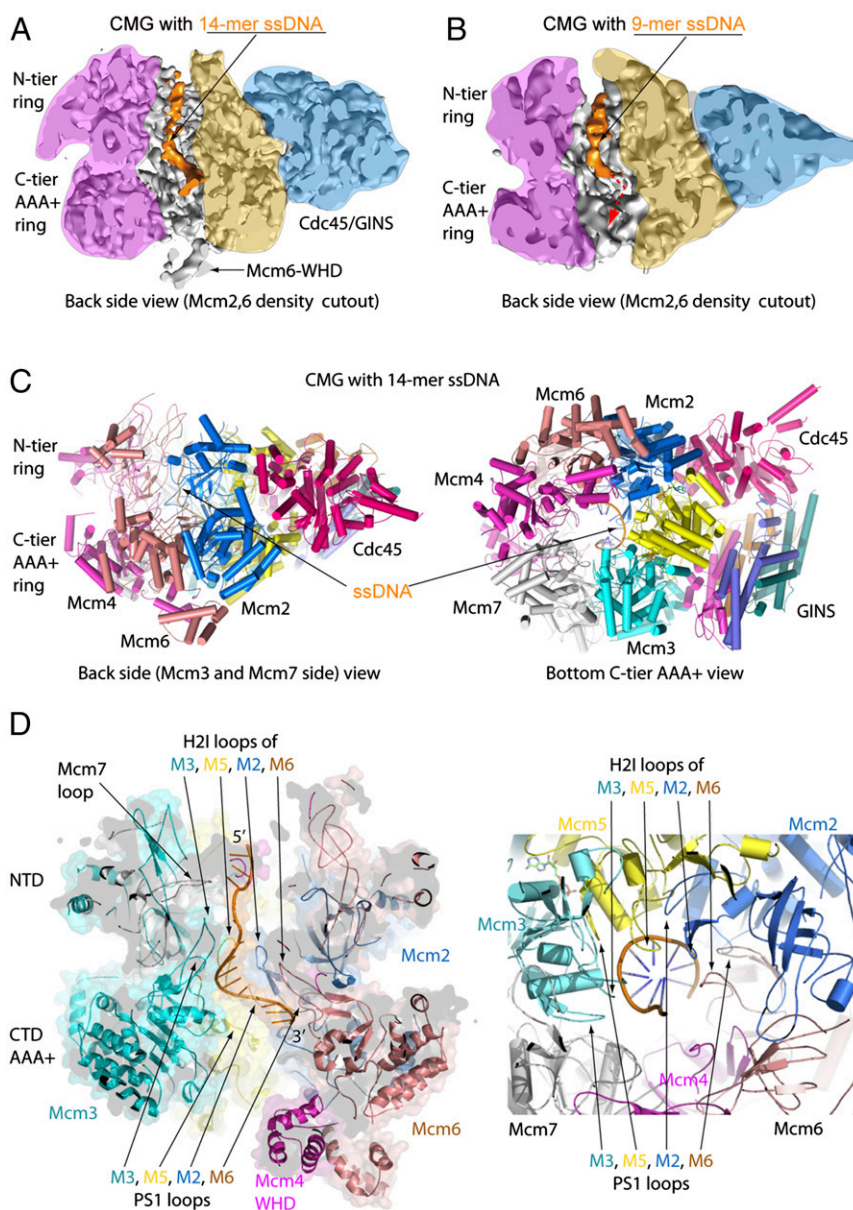 A
CMG with 14-mer ssDNA
N-tier
ring
C-tier
AAA+
ring
Cdc45/GINS
Mcm6-WHD
Back side view (Mcm2,6 density cutout)
B
CMG with 9-mer ssDNA
N-tier
ring
C-tier
AAA+
ring
Back side view (Mcm2,6 density cutout)
C
CMG with 14-mer ssDNA
N-tier
ring
C-tier
AAA+
ring
Mcm4
Mcm6
Mcm2
Cdc45
ssDNA
Back side (Mcm3 and Mcm7 side) view
Mcm6
Mcm2
Cdc45
Mcm4
Mcm7
Mcm3
GINS
Bottom C-tier AAA+ view
D
H2I loops of
M3, M5, M2, M6
Mcm7
loop
5’
NTD
Mcm2
CTD
AAA+
3’
Mcm3
Mcm6
M3, M5, M2, M6
PS1 loops
Mcm4
WHD
H2I loops of
M3, M5, M2, M6
Mcm5
Mcm2
Mcm3
Mcm4
Mcm7
Mcm6
M3, M5, M2, M6
PS1 loops